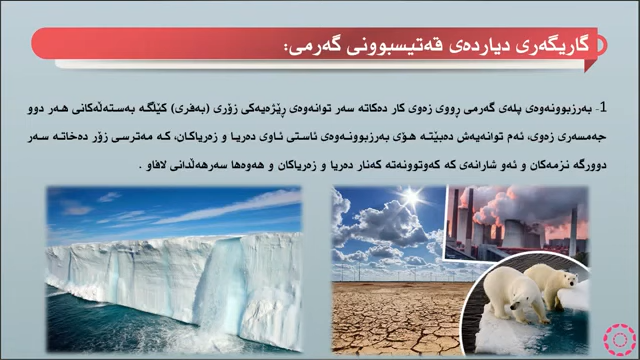 گاریگەری دیاردەی قەتیسبوونی گەرمی:
1- بەرزبوونەوەی پلەی گەرمی ڕووی زەوی کار دەکاتە سەر توانەوەی ڕێژەیەکی زۆری (بەفری) کێڵگە بەستەڵەکانی هەر دوو
جەمسەری زەوی، ئەم توانەیەش دەبێتە هۆی بەرزبوونەوەی ئاستی ئاوی دەریا و زەریاکان، کە مەترسی زۆر دەخاتە سەر
دوورگە نزمەکان و ئەو شارانەی کە کەوتوونەتە کەنار دەریا و زەریاکان و هەوەها سەرهەڵدانی لافاو .